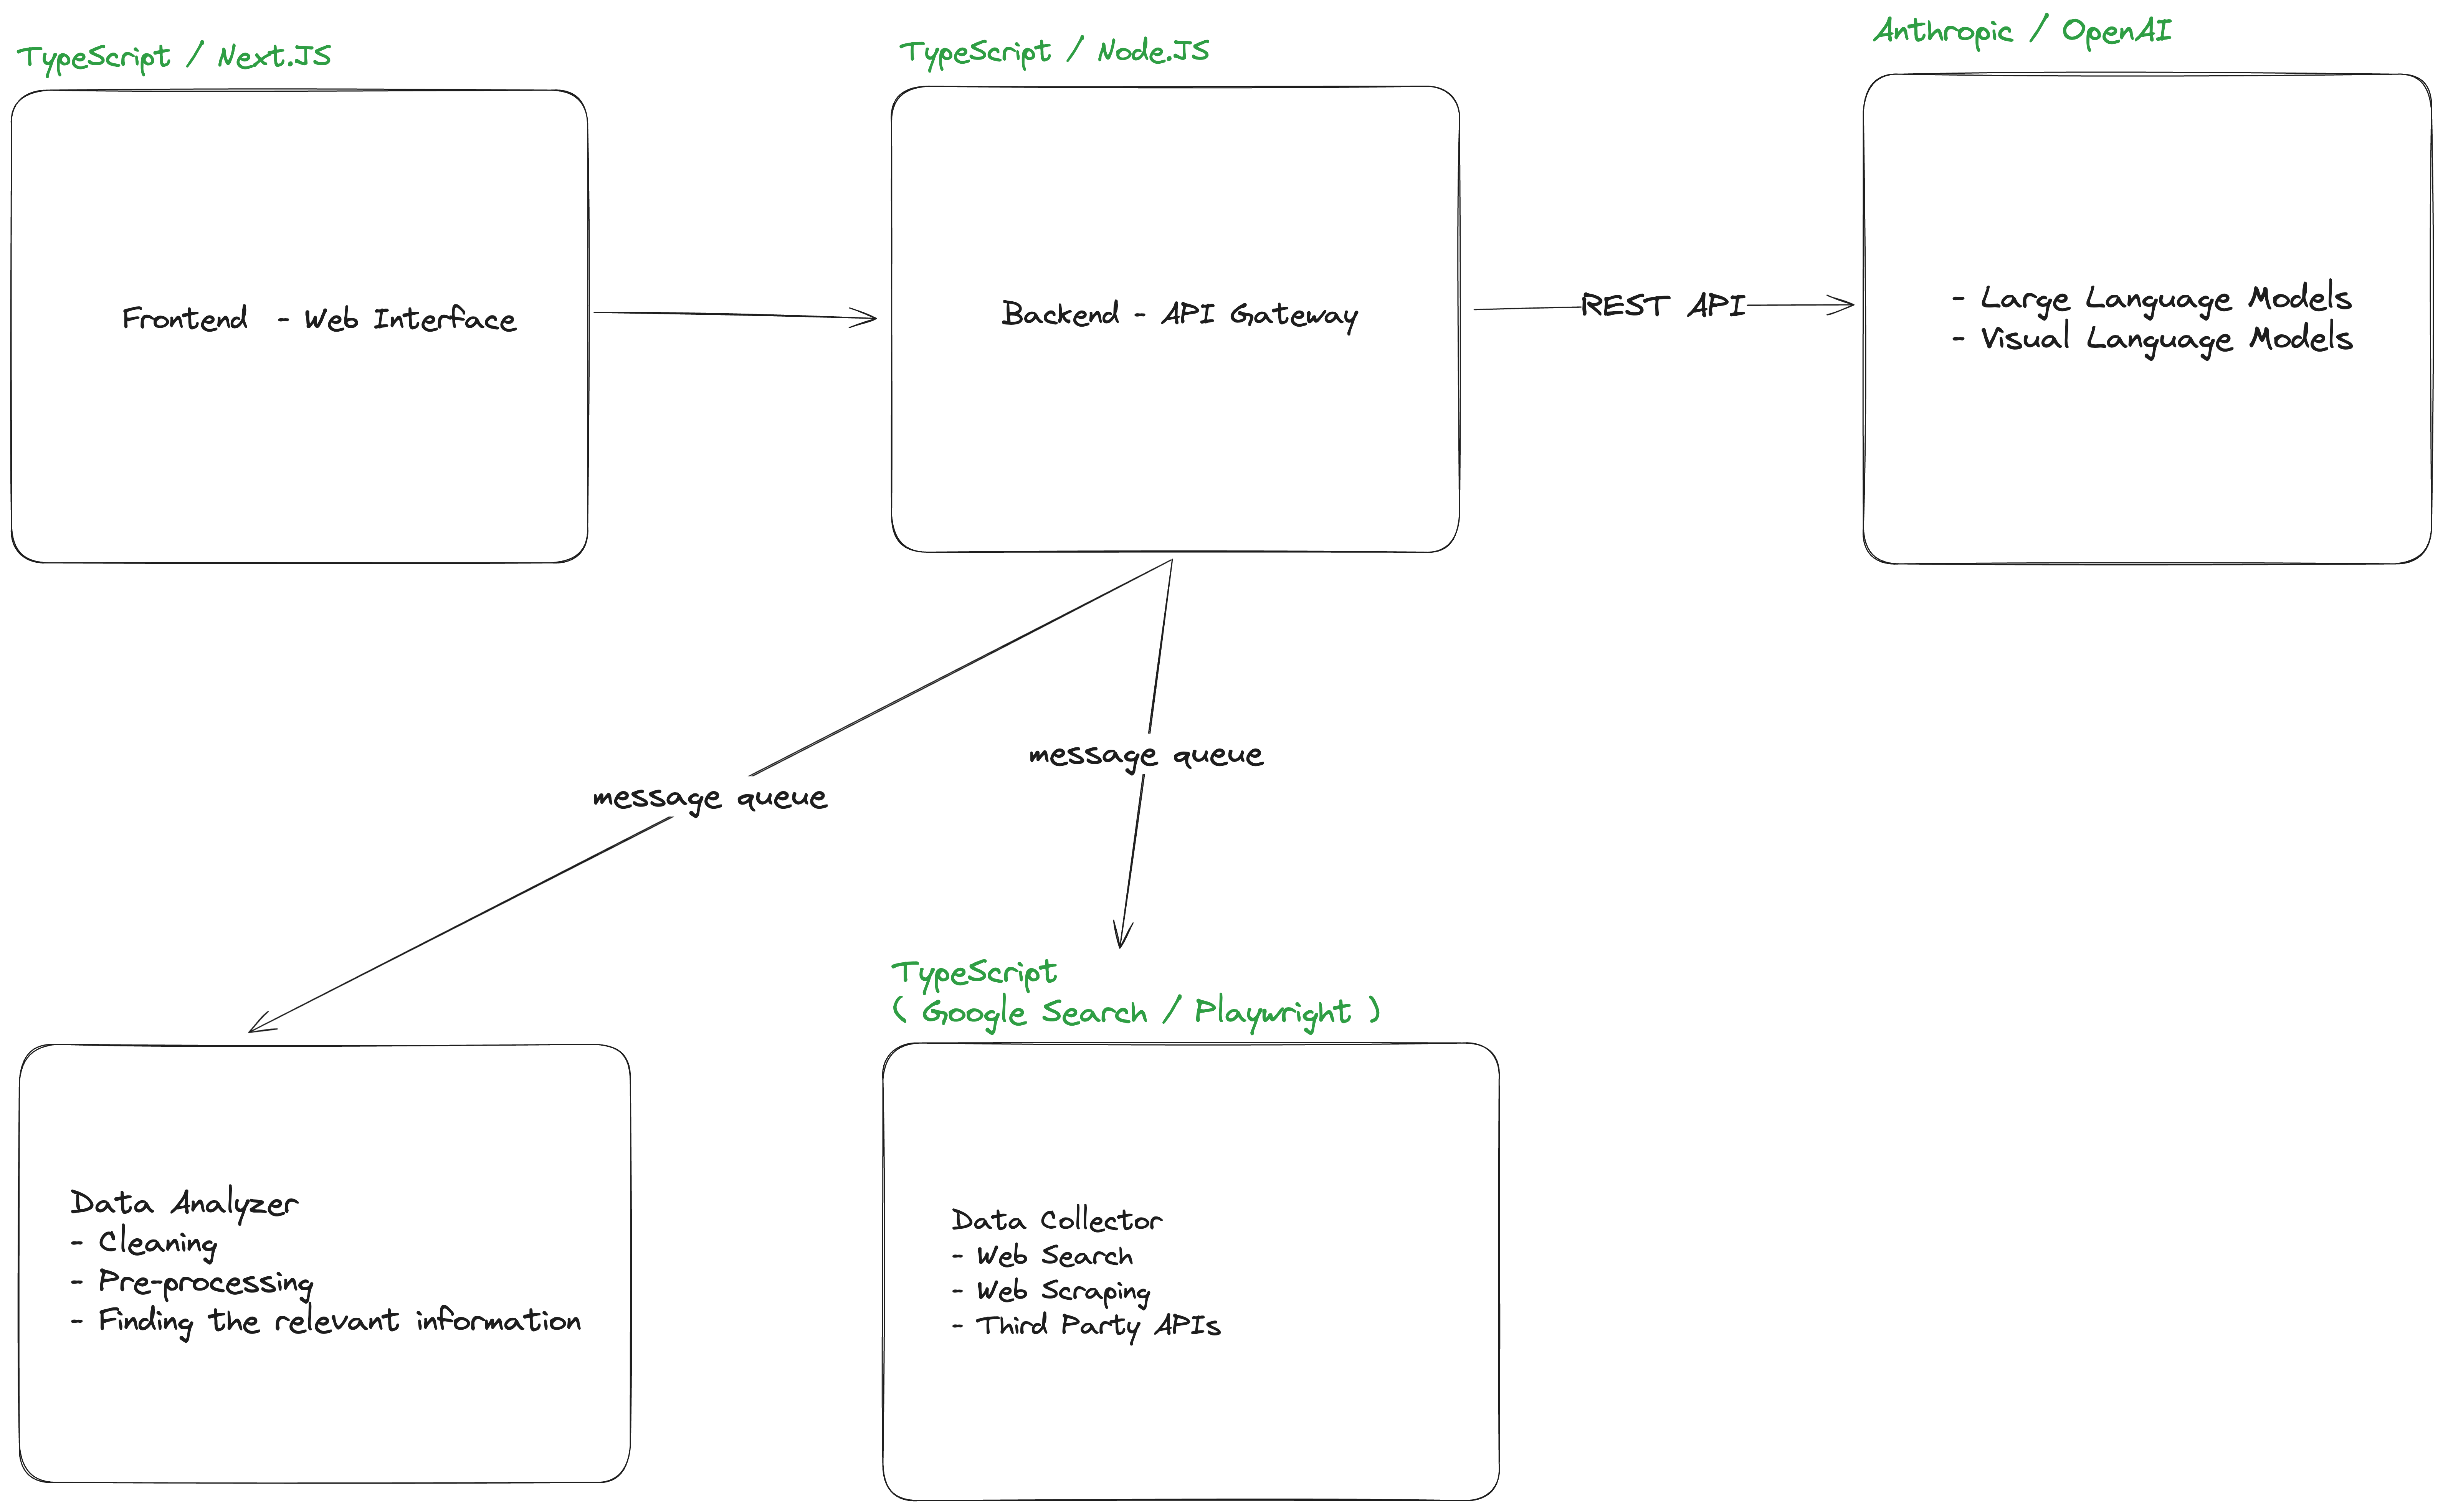 TypeScript / Next.JS
Frontend - Web Interface
TypeScript / Node.JS
Backend - API Gateway
REST API
Anthropic / OpenAI
- Large Language Models
- Visual Language Models
message queue
message queue
Data Analyzer
- Cleaning
- Pre-processing
- Finding the relevant information
TypeScript
( Google Search / Playwright )
Data Collector
- Web Search
- Web Scraping
- Third Party APIs